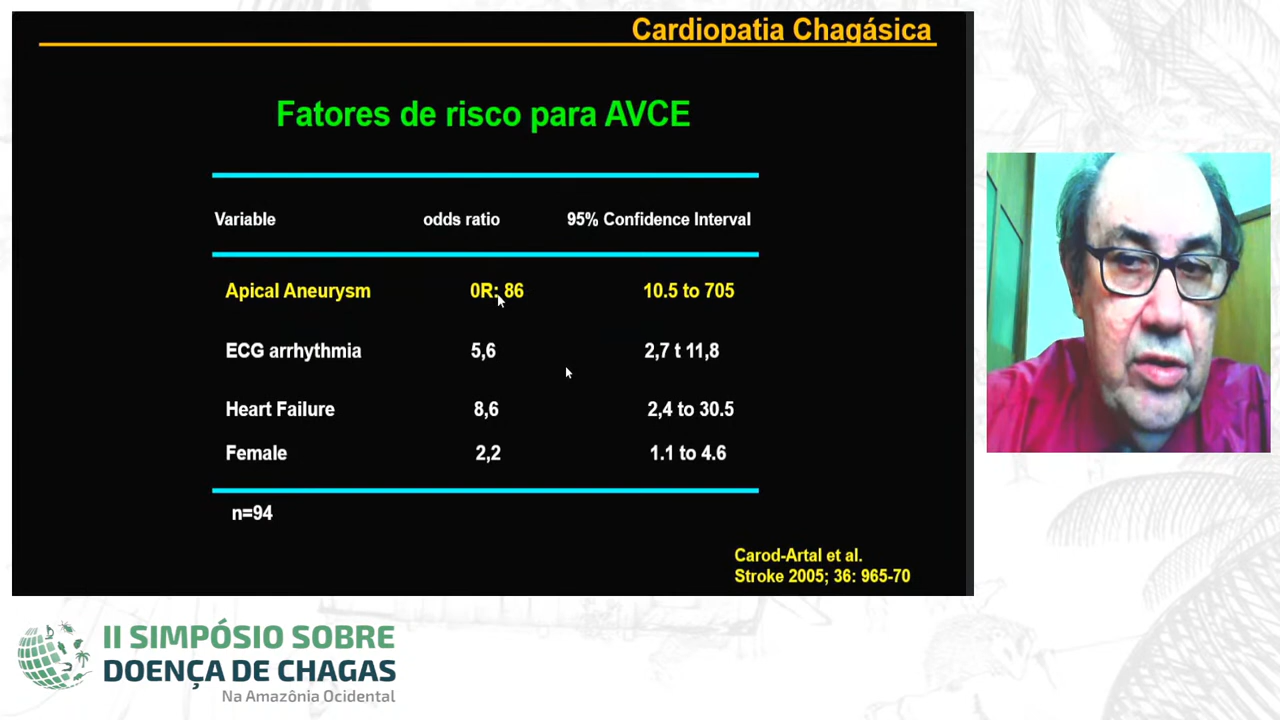 Cardiopatia Chagásica
Fatores de risco para AVCE
Variable odds ratio 95% Confidence Interval
Apical Aneurysm 0R: 86 10.5 to 705
ECG arrhythmia 5,6 2,7 t 11,8
Heart Failure 8,6 2,4 to 30.5
Female 2,2 1.1 to 4.6
n=94
Carod-Artal et al.
Stroke 2005; 36: 965-70
II SIMPÓSIO SOBRE
DOENÇA DE CHAGAS
Na Amazônia Ocidental